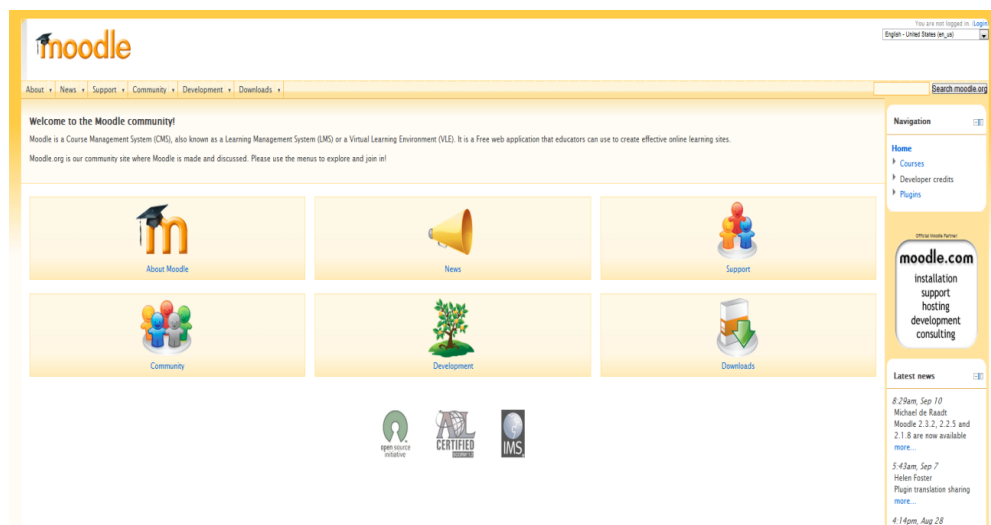 moodle
You are not logged in. (Login)
English - United States (en_us)
About News Support Community Development Downloads
Search moodle.org
Welcome to the Moodle community!
Moodle is a Course Management System (CMS), also known as a Learning Management System (LMS) or a Virtual Learning Environment (VLE). It is a Free web application that educators can use to create effective online learning sites.
Moodle.org is our community site where Moodle is made and discussed. Please use the menus to explore and join in!
About Moodle
News
Support
Community
Development
Downloads
open source
initiative
ADL
CERTIFIED
IMS
Navigation
Home
Courses
Developer credits
Plugins
Official Moodle Partner:
moodle.com
installation
support
hosting
development
consulting
Latest news
8:29am, Sep 10
Michael de Raadt
Moodle 2.3.2, 2.2.5 and
2.1.8 are now available
more...
5:43am, Sep 7
Helen Foster
Plugin translation sharing
more...
4:14pm, Aug 28